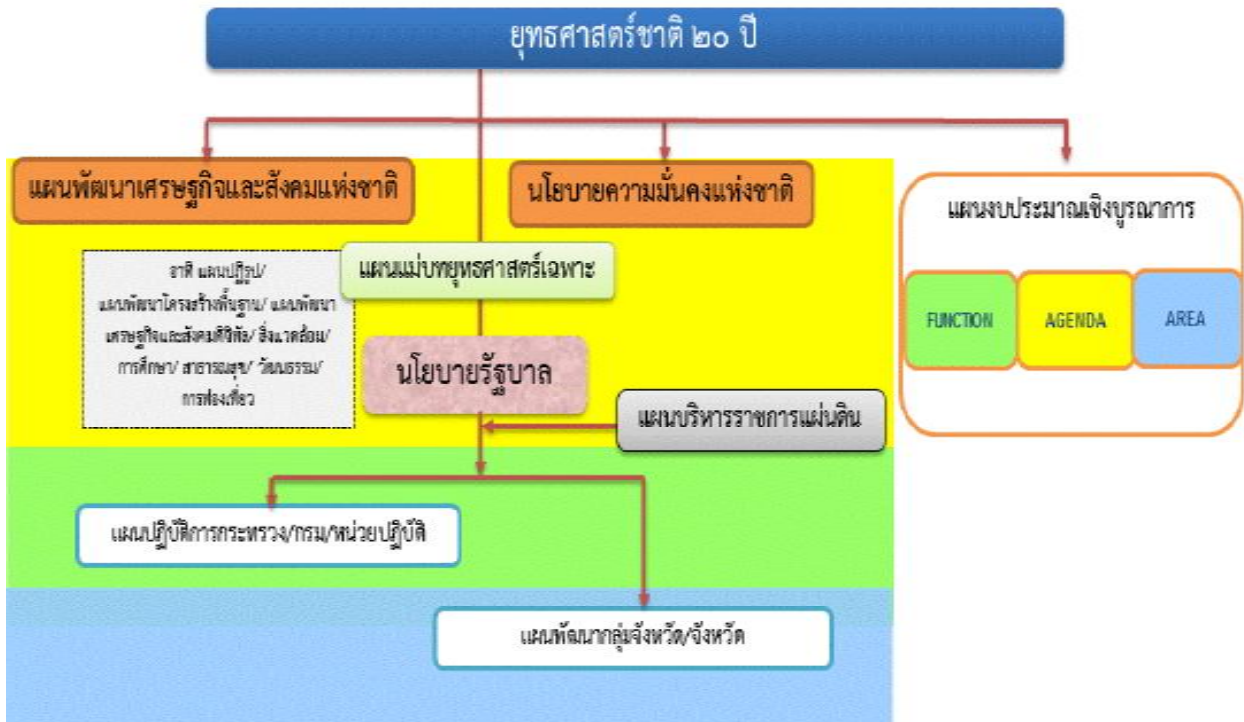 ยุทธศาสตร์ชาติ ๒๐ ปี
แผนพัฒนาเศรษฐกิจและสังคมแห่งชาติ
นโยบายความมั่นคงแห่งชาติ
แผนงบประมาณเชิงบูรณาการ
แผนแม่บทยุทธศาสตร์เฉพาะ
อาทิ แผนปฏิรูป/
แผนพัฒนาโครงสร้างพื้นฐาน/ แผนพัฒนา
เศรษฐกิจและสังคมดิจิทัล/ สิ่งแวดล้อม/
การศึกษา/ สาธารณสุข/ วัฒนธรรม/
การท่องเที่ยว
FUNCTION
AGENDA
AREA
นโยบายรัฐบาล
แผนบริหารราชการแผ่นดิน
แผนปฏิบัติการกระทรวง/กรม/หน่วยปฏิบัติ
แผนพัฒนากลุ่มจังหวัด/จังหวัด